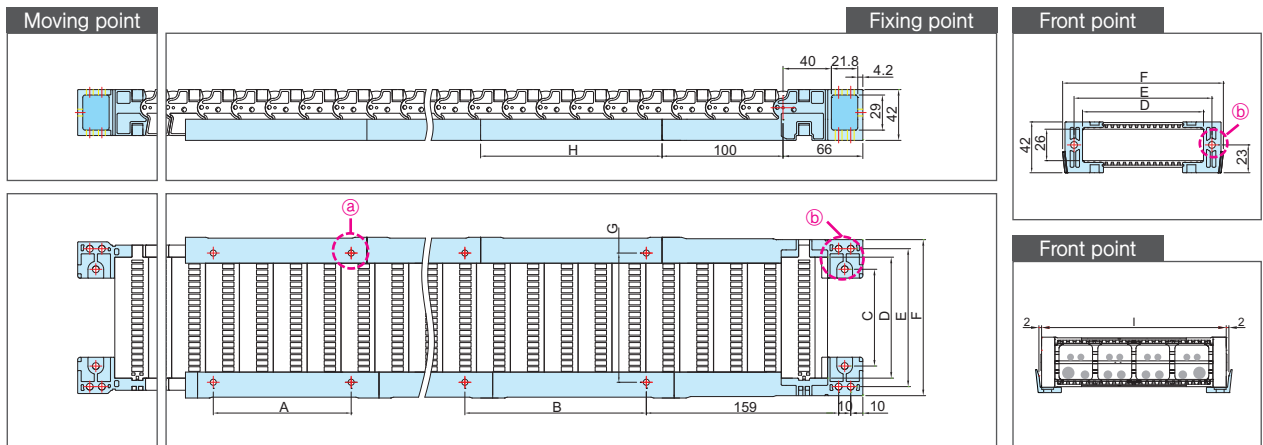 Moving point
Fixing point
Front point
40
21.8
4.2
29
42
H
100
66
F
E
D
ⓑ
42
26
23
ⓐ
ⓑ
G
C
D
E
F
A
B
159
10
10
Front point
2
I
2